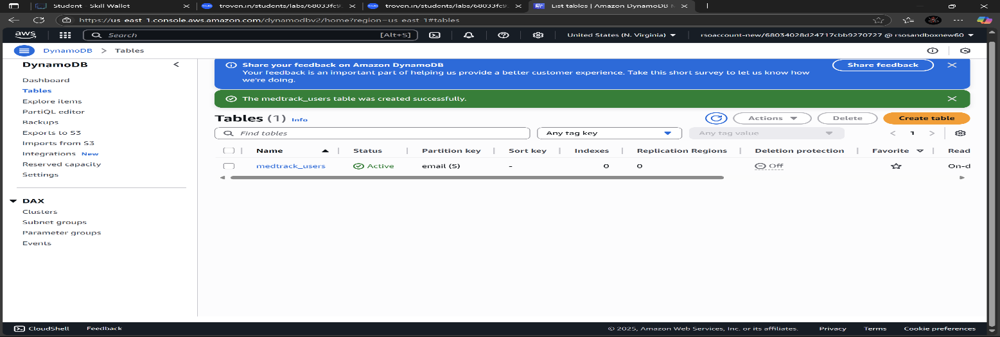 Student - Skill Wallet
troven.in/students/labs/68033fc9
troven.in/students/labs/68033fc9
List tables | Amazon DynamoDB M
https://us-east-1.console.aws.amazon.com/dynamodbv2/home?region=us-east-1#tables
aws
Search
[Alt+S]
United States (N. Virginia)
rsoaccount-new/68034028d24717cbb9270727 @ rsosandboxnew60
DynamoDB > Tables
DynamoDB
Dashboard
Tables
Explore items
PartiQL editor
Backups
Exports to S3
Imports from S3
Integrations New
Reserved capacity
Settings
DAX
Clusters
Subnet groups
Parameter groups
Events
Share your feedback on Amazon DynamoDB
Your feedback is an important part of helping us provide a better customer experience. Take this short survey to let us know how
we're doing.
Share feedback
The medtrack_users table was created successfully.
Tables (1) Info
Actions
Delete
Create table
Find tables
Any tag key
Any tag value
1
Name Status Partition key Sort key Indexes Replication Regions Deletion protection Favorite Read
medtrack_users Active email (S) - 0 0 Off On-d
CloudShell Feedback © 2025, Amazon Web Services, Inc. or its affiliates. Privacy Terms Cookie preferences